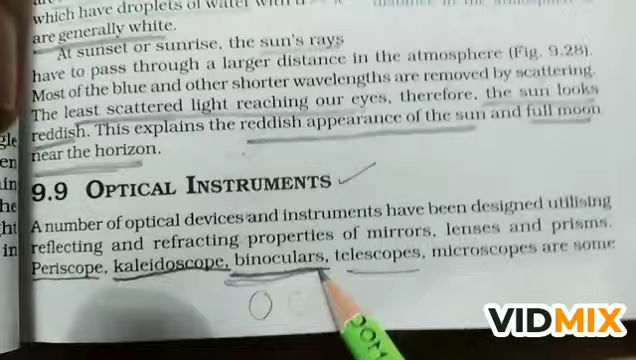 which have droplets of water with
are generally white.
At sunset or sunrise, the sun's rays
have to pass through a larger distance in the atmosphere (Fig. 9.28).
Most of the blue and other shorter wavelengths are removed by scattering.
The least scattered light reaching our eyes, therefore, the sun looks
reddish. This explains the reddish appearance of the sun and full moon
near the horizon.
9.9 OPTICAL INSTRUMENTS
A number of optical devices and instruments have been designed utilising
reflecting and refracting properties of mirrors, lenses and prisms.
Periscope, kaleidoscope, binoculars, telescopes, microscopes are some
VIDMIX